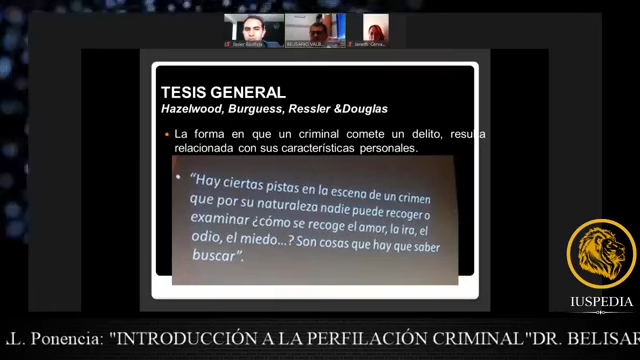 BELISARIO VALB
TESIS GENERAL
Hazelwood, Burguess, Ressler &Douglas
• La forma en que un criminal comete un delito, resulta
relacionada con sus características personales.
• “Hay ciertas pistas en la escena de un crimen
que por su naturaleza nadie puede recoger o
examinar ¿cómo se recoge el amor, la ira, el
odio, el miedo...? Son cosas que hay que saber
buscar”.
IUSPEDIA
.L. Ponencia: "INTRODUCCIÓN A LA PERFILACIÓN CRIMINAL"DR. BELISAR